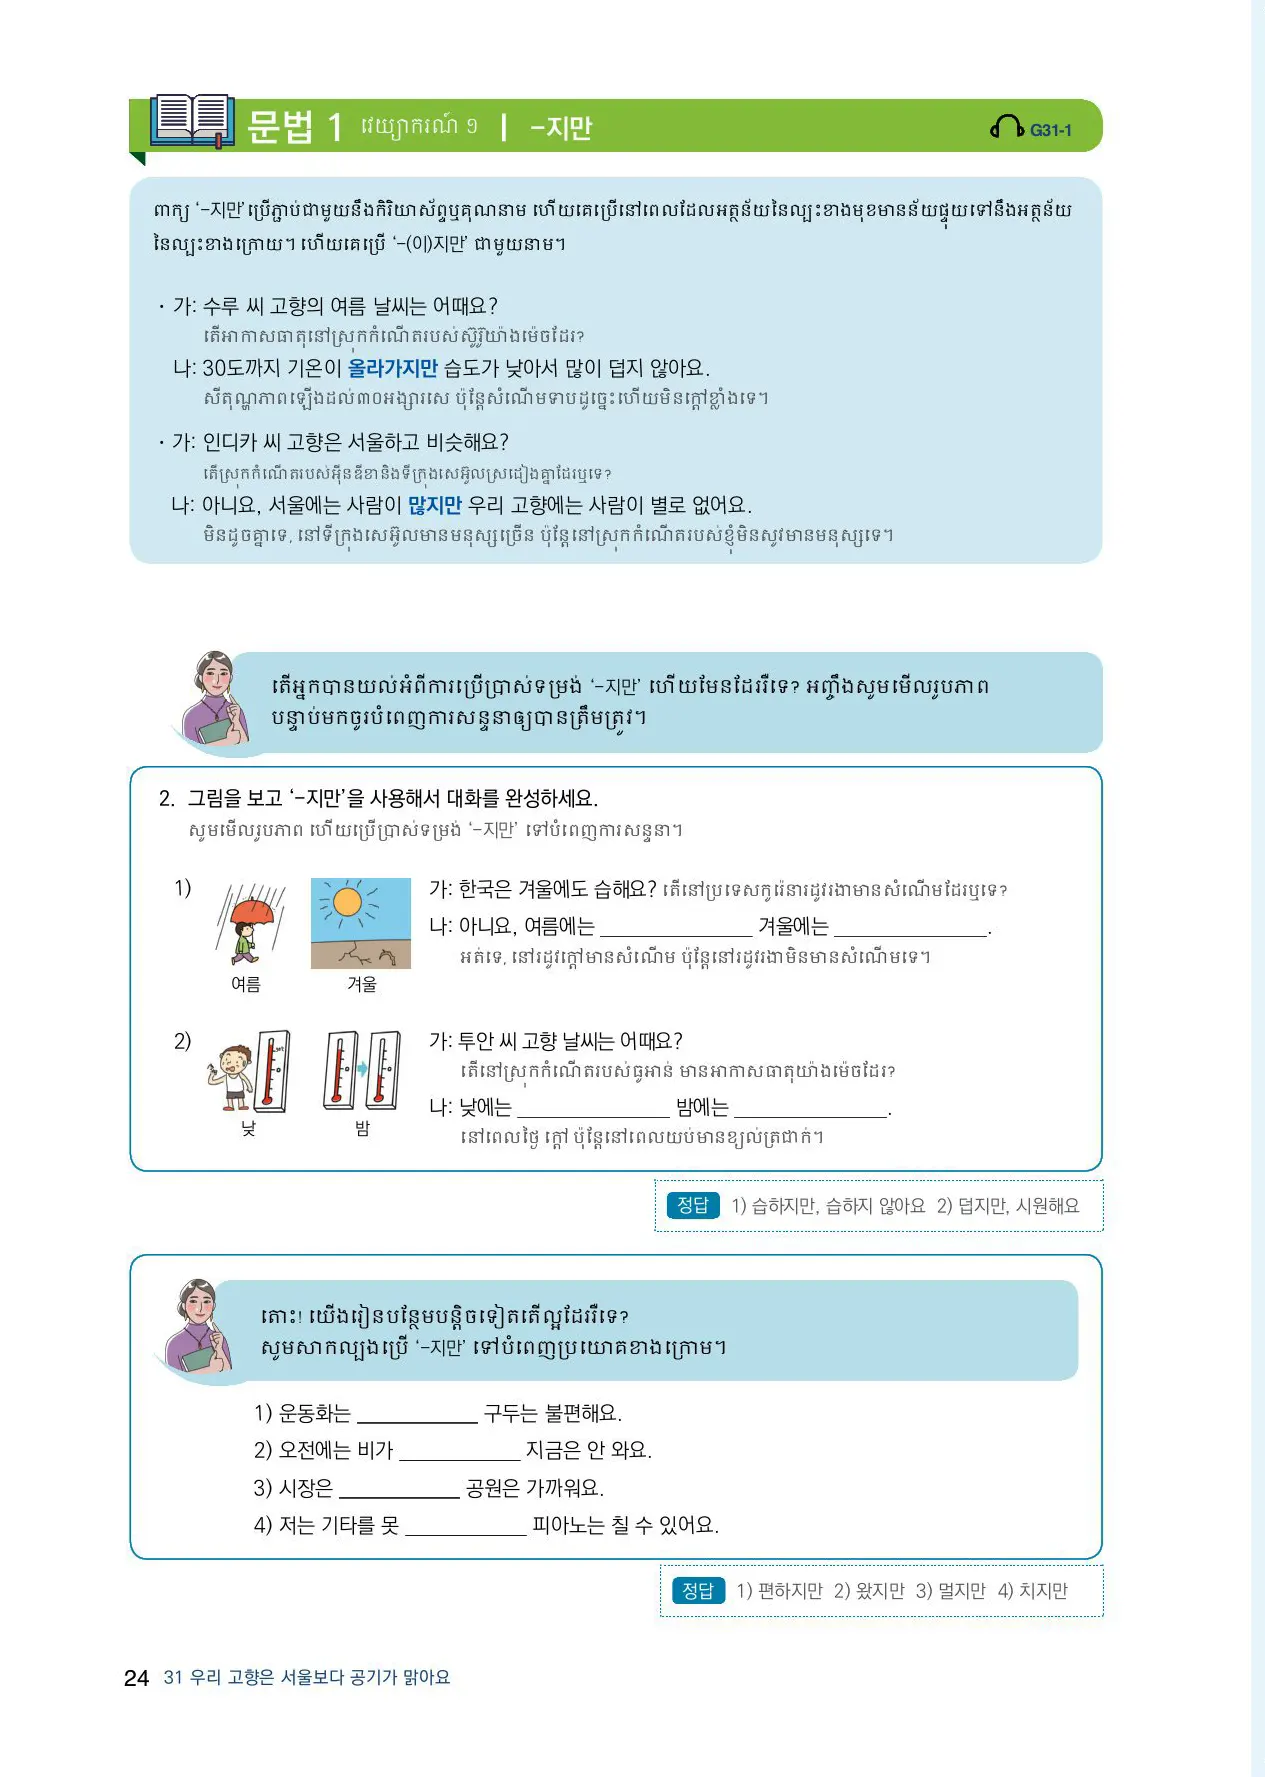 문법 1 វេយ្យាករណ៍ ១ | -지만 G31-1
ពាក្យ ‘-지만’ ប្រើភ្ជាប់ជាមួយនឹងកិរិយាស័ព្ទឬគុណនាម ហើយគេប្រើនៅពេលដែលអត្ថន័យនៃល្បះខាងមុខមានន័យផ្ទុយទៅនឹងអត្ថន័យ
នៃល្បះខាងក្រោយ។ ហើយគេប្រើ ‘-(이)지만’ ជាមួយនាម។
· 가: 수루 씨 고향의 여름 날씨는 어때요?
តើអាកាសធាតុនៅស្រុកកំណើតរបស់ស៊ូរ៉ូយ៉ាងម៉េចដែរ?
나: 30도까지 기온이 올라가지만 습도가 낮아서 많이 덥지 않아요.
សីតុណ្ហភាពឡើងដល់៣០អង្សារសេ ប៉ុន្តែសំណើមទាបដូច្នេះហើយមិនក្តៅខ្លាំងទេ។
· 가: 인디카 씨 고향은 서울하고 비슷해요?
តើស្រុកកំណើតរបស់អ៊ីនឌីខានិងទីក្រុងសេអ៊ូលស្រដៀងគ្នាដែរឬទេ?
나: 아니요, 서울에는 사람이 많지만 우리 고향에는 사람이 별로 없어요.
មិនដូចគ្នាទេ, នៅទីក្រុងសេអ៊ូលមានមនុស្សច្រើន ប៉ុន្តែនៅស្រុកកំណើតរបស់ខ្ញុំមិនសូវមានមនុស្សទេ។
តើអ្នកបានយល់អំពីការប្រើប្រាស់ទម្រង់ ‘-지만’ ហើយមែនដែររឺទេ? អញ្ចឹងសូមមើលរូបភាព
បន្ទាប់មកចូរបំពេញការសន្ទនាឲ្យបានត្រឹមត្រូវ។
2. 그림을 보고 ‘-지만’을 사용해서 대화를 완성하세요.
សូមមើលរូបភាព ហើយប្រើប្រាស់ទម្រង់ ‘-지만’ ទៅបំពេញការសន្ទនា។
1) 가: 한국은 겨울에도 습해요? តើនៅប្រទេសកូរ៉េនារដូវរងាមានសំណើមដែរឬទេ?
나: 아니요, 여름에는 ______________ 겨울에는 ______________.
អត់ទេ, នៅរដូវក្តៅមានសំណើម ប៉ុន្តែនៅរដូវរងាមិនមានសំណើមទេ។
여름 겨울
2) 가: 투안 씨 고향 날씨는 어때요?
តើនៅស្រុកកំណើតរបស់ធូអាន់ មានអាកាសធាតុយ៉ាងម៉េចដែរ?
나: 낮에는 ______________ 밤에는 ______________.
낮 밤
នៅពេលថ្ងៃ ក្តៅ ប៉ុន្តែនៅពេលយប់មានខ្យល់ត្រជាក់។
정답 1) 습하지만, 습하지 않아요 2) 덥지만, 시원해요
តោះ! យើងរៀនបន្ថែមបន្តិចទៀតតើល្អដែររឺទេ?
សូមសាកល្បងប្រើ ‘-지만’ ទៅបំពេញប្រយោគខាងក្រោម។
1) 운동화는 ___________ 구두는 불편해요.
2) 오전에는 비가 ___________ 지금은 안 와요.
3) 시장은 ___________ 공원은 가까워요.
4) 저는 기타를 못 ___________ 피아노는 칠 수 있어요.
정답 1) 편하지만 2) 왔지만 3) 멀지만 4) 치지만
24 31 우리 고향은 서울보다 공기가 맑아요